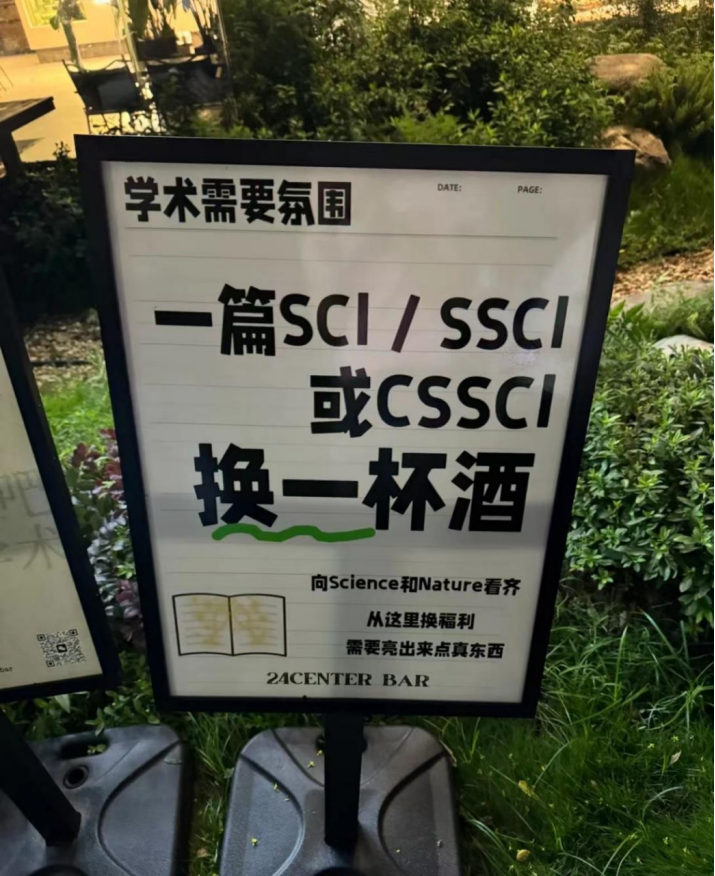 学术需要氛围
DATE: PAGE:
一篇SCI / SSCI
或CSSCI
换一杯酒
向Science和Nature看齐
从这里换福利
需要亮出来点真东西
24CENTER BAR
吧
术
bar